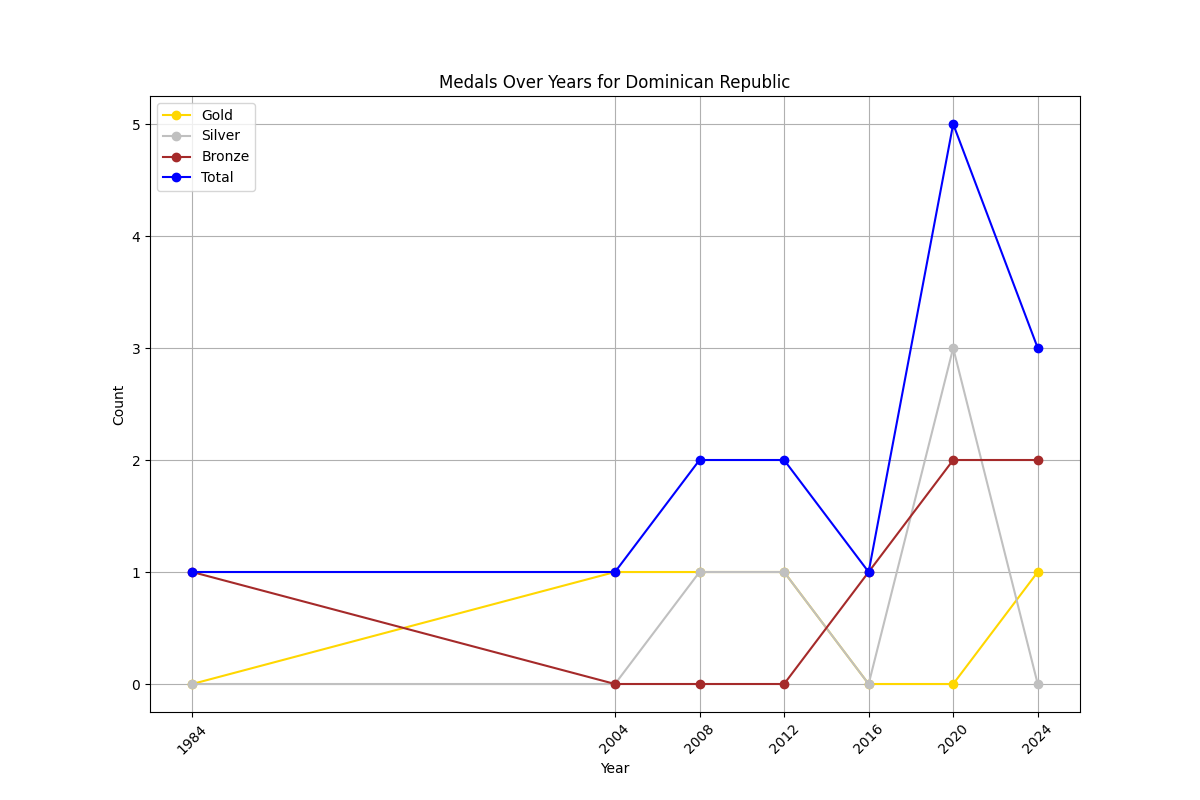 Medals Over Years for Dominican Republic
Gold
Silver
Bronze
Total
5
4
3
2
1
0
Count
1984
2004
2008
2012
2016
2020
2024
Year